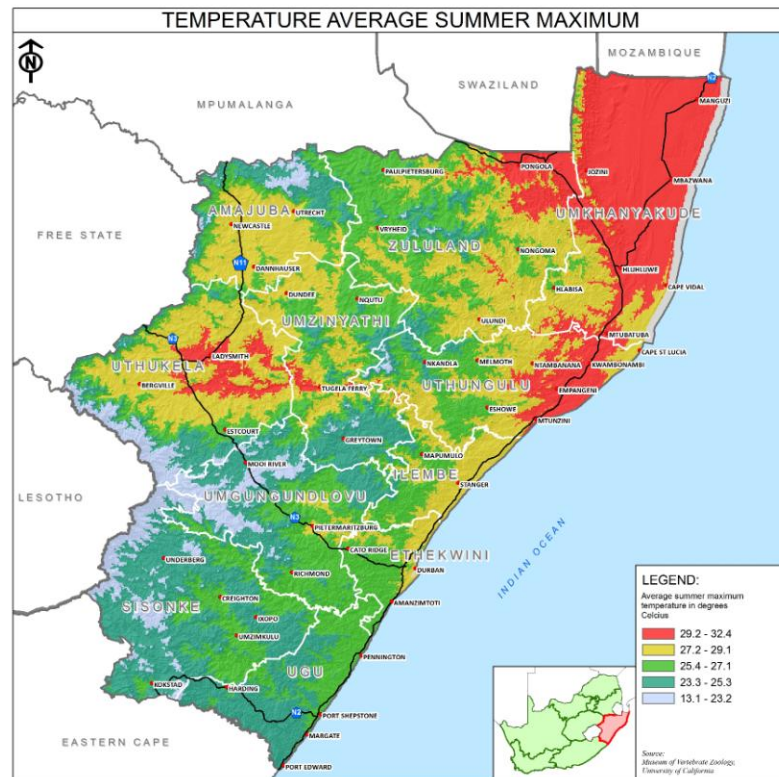 TEMPERATURE AVERAGE SUMMER MAXIMUM
N
MOZAMBIQUE
SWAZILAND
N2
MANGUZI
MPUMALANGA
PONGOLA
PAULPIETERSBURG
JOZINI
MBAZWANA
AMAJUBA
UTRECHT
UMKHANYAKUDE
NEWCASTLE
FREE STATE
VRYHEID
ZULULAND
NONGOMA
N11
DANNHAUSER
HLUHLUWE
DUNDEE
NQUTU
HLABISA
CAPE VIDAL
UMZINYATHI
ULUNDI
N3
MTUBATUBA
LADYSMITH
CAPE ST LUCIA
UTHUKELA
NKANDLA
MELMOTH
NTAMBANANA
KWAMBONAMBI
BERGVILLE
TUGELA FERRY
UTHUNGULU
EMPANGENI
ESHOWE
MTUNZINI
ESTCOURT
GREYTOWN
MAPUMULO
MOOI RIVER
ILEMBE
STANGER
LESOTHO
UMGUNGUNDLOVU
N3
PIETERMARITZBURG
CATO RIDGE
ETHEKWINI
UNDERBERG
DURBAN
INDIAN OCEAN
RICHMOND
CREIGHTON
SISONKE
AMANZIMTOTI
IXOPO
UMZIMKULU
PENNINGTON
UGU
KOKSTAD
HARDING
N2
PORT SHEPSTONE
MARGATE
EASTERN CAPE
PORT EDWARD
LEGEND:
Average summer maximum
temperature in degrees
Celcius
29.2 - 32.4
27.2 - 29.1
25.4 - 27.1
23.3 - 25.3
13.1 - 23.2
Source:
Museum of Vertebrate Zoology,
University of California